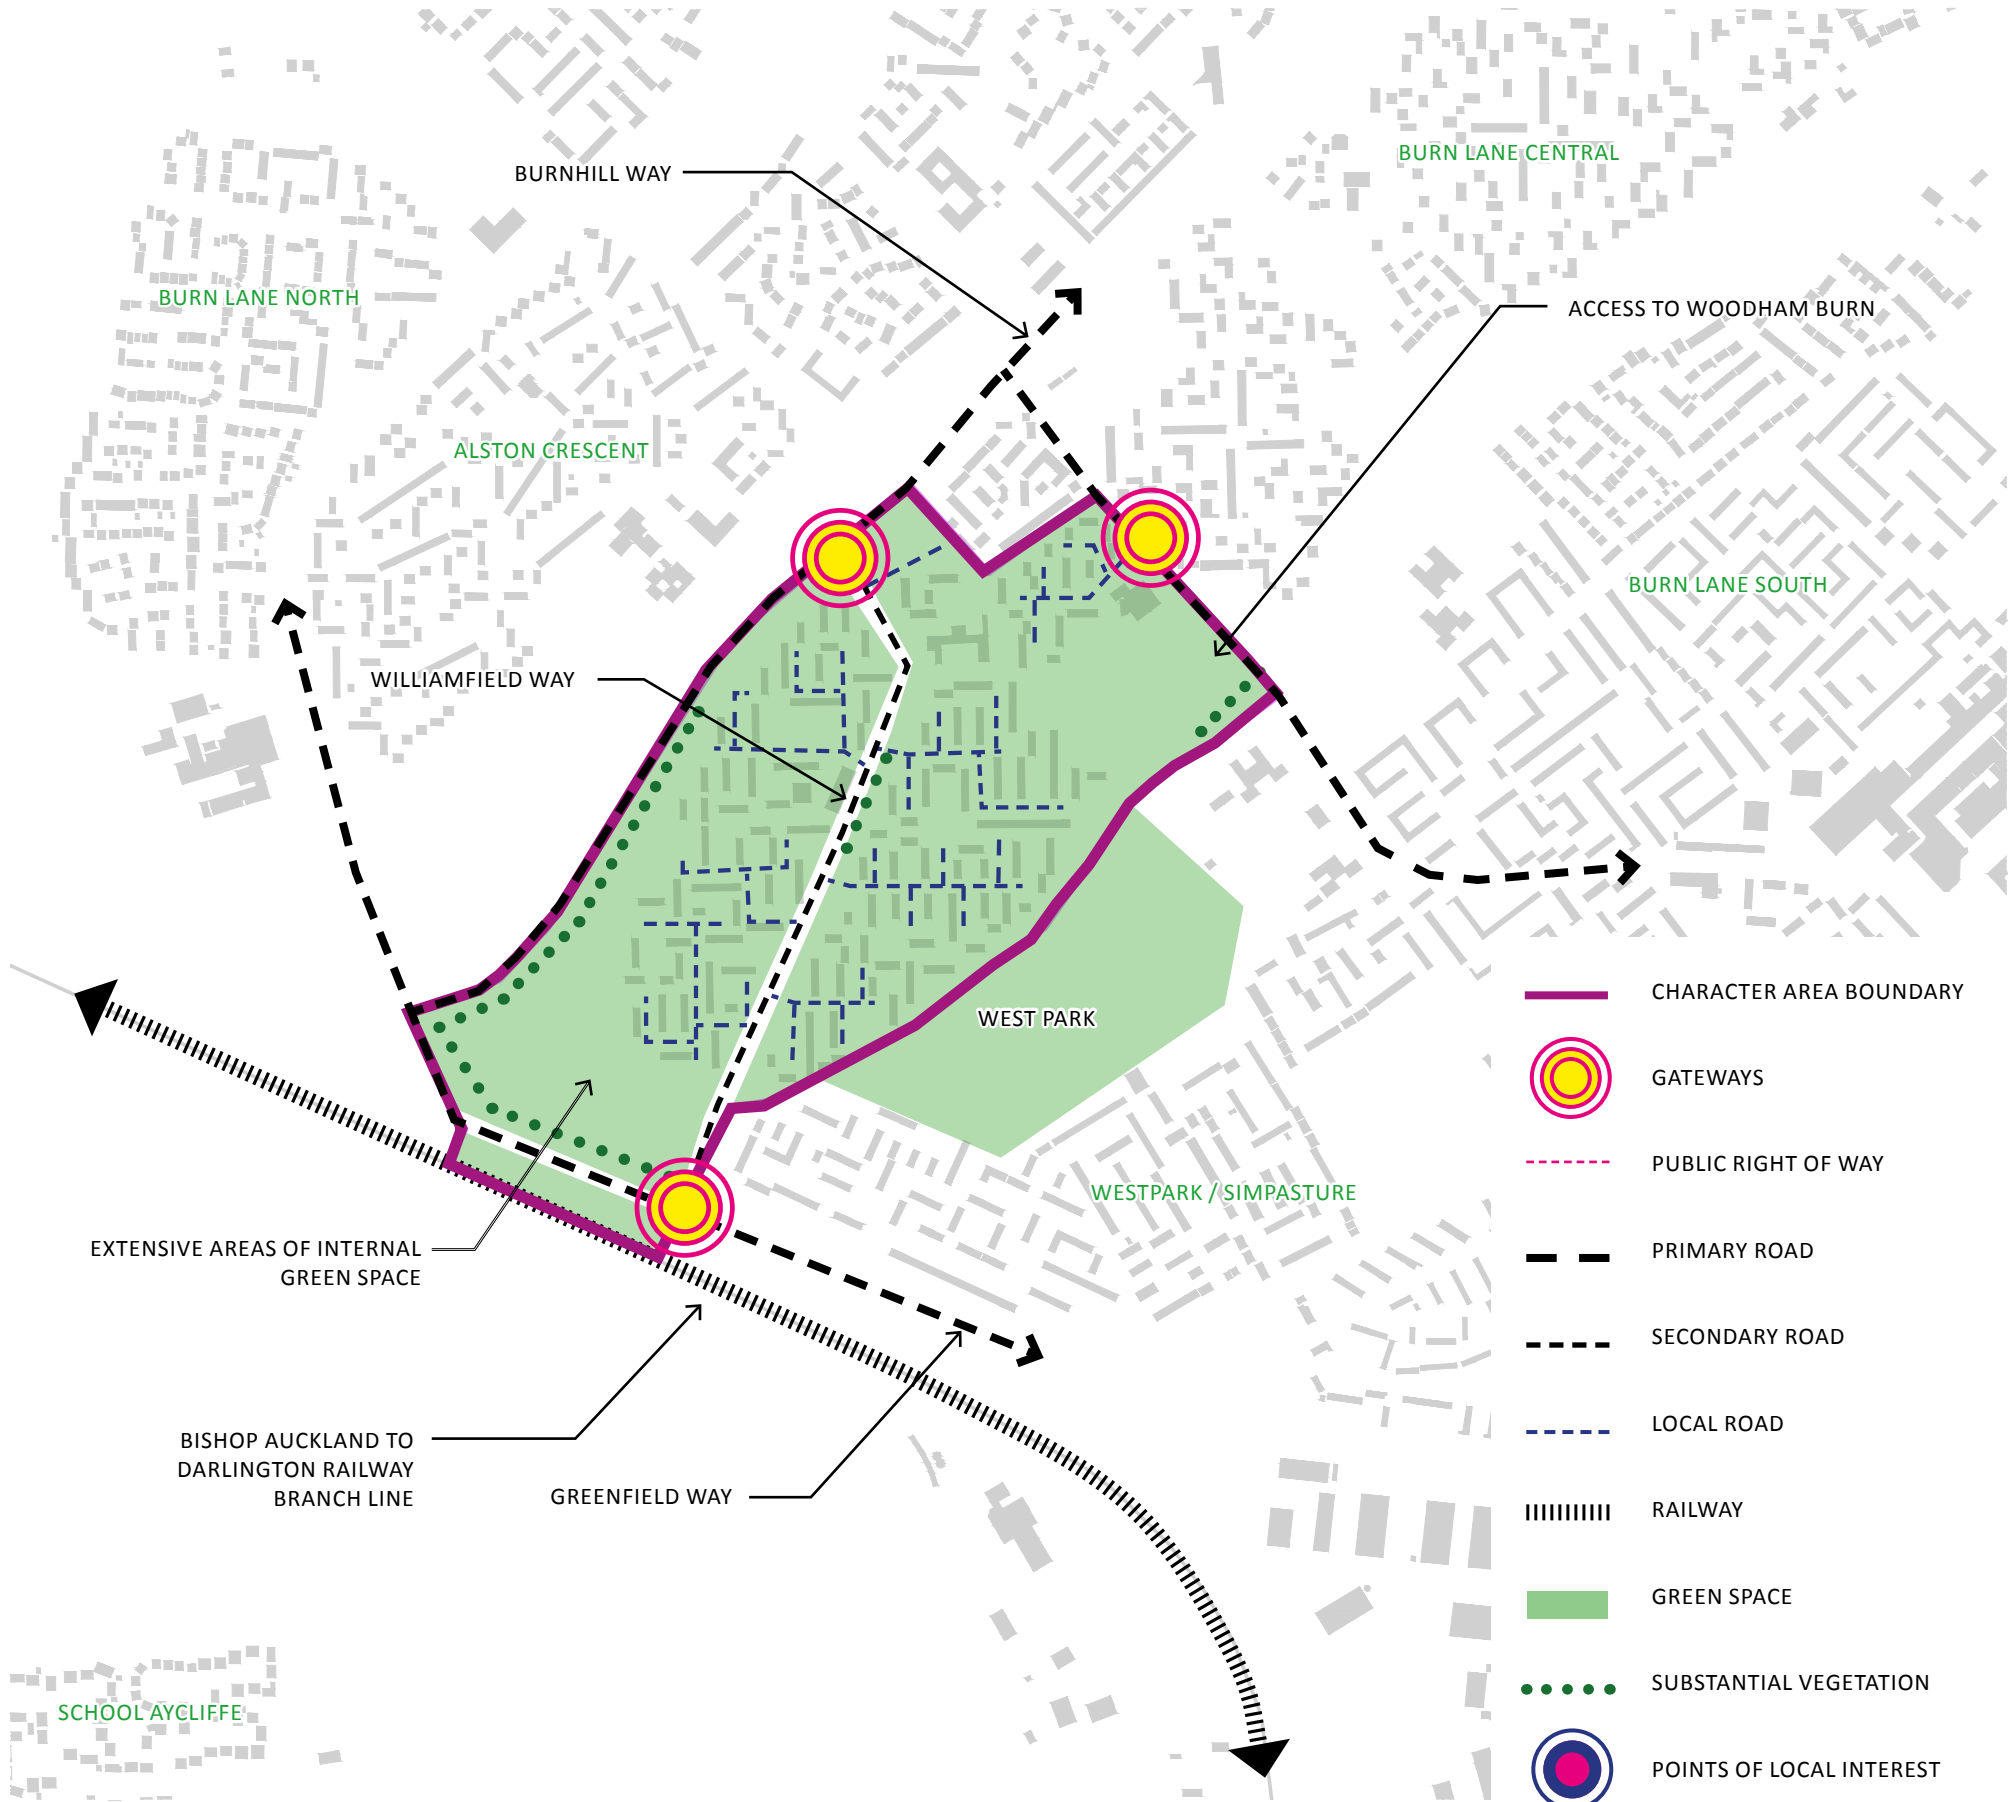 BURN LANE CENTRAL
BURNHILL WAY
BURN LANE NORTH
ACCESS TO WOODHAM BURN
ALSTON CRESCENT
BURN LANE SOUTH
WILLIAMFIELD WAY
WEST PARK
WESTPARK / SIMPASTURE
EXTENSIVE AREAS OF INTERNAL
GREEN SPACE
BISHOP AUCKLAND TO
DARLINGTON RAILWAY
BRANCH LINE
GREENFIELD WAY
SCHOOL AYCLIFFE
CHARACTER AREA BOUNDARY
GATEWAYS
PUBLIC RIGHT OF WAY
PRIMARY ROAD
SECONDARY ROAD
LOCAL ROAD
RAILWAY
GREEN SPACE
SUBSTANTIAL VEGETATION
POINTS OF LOCAL INTEREST